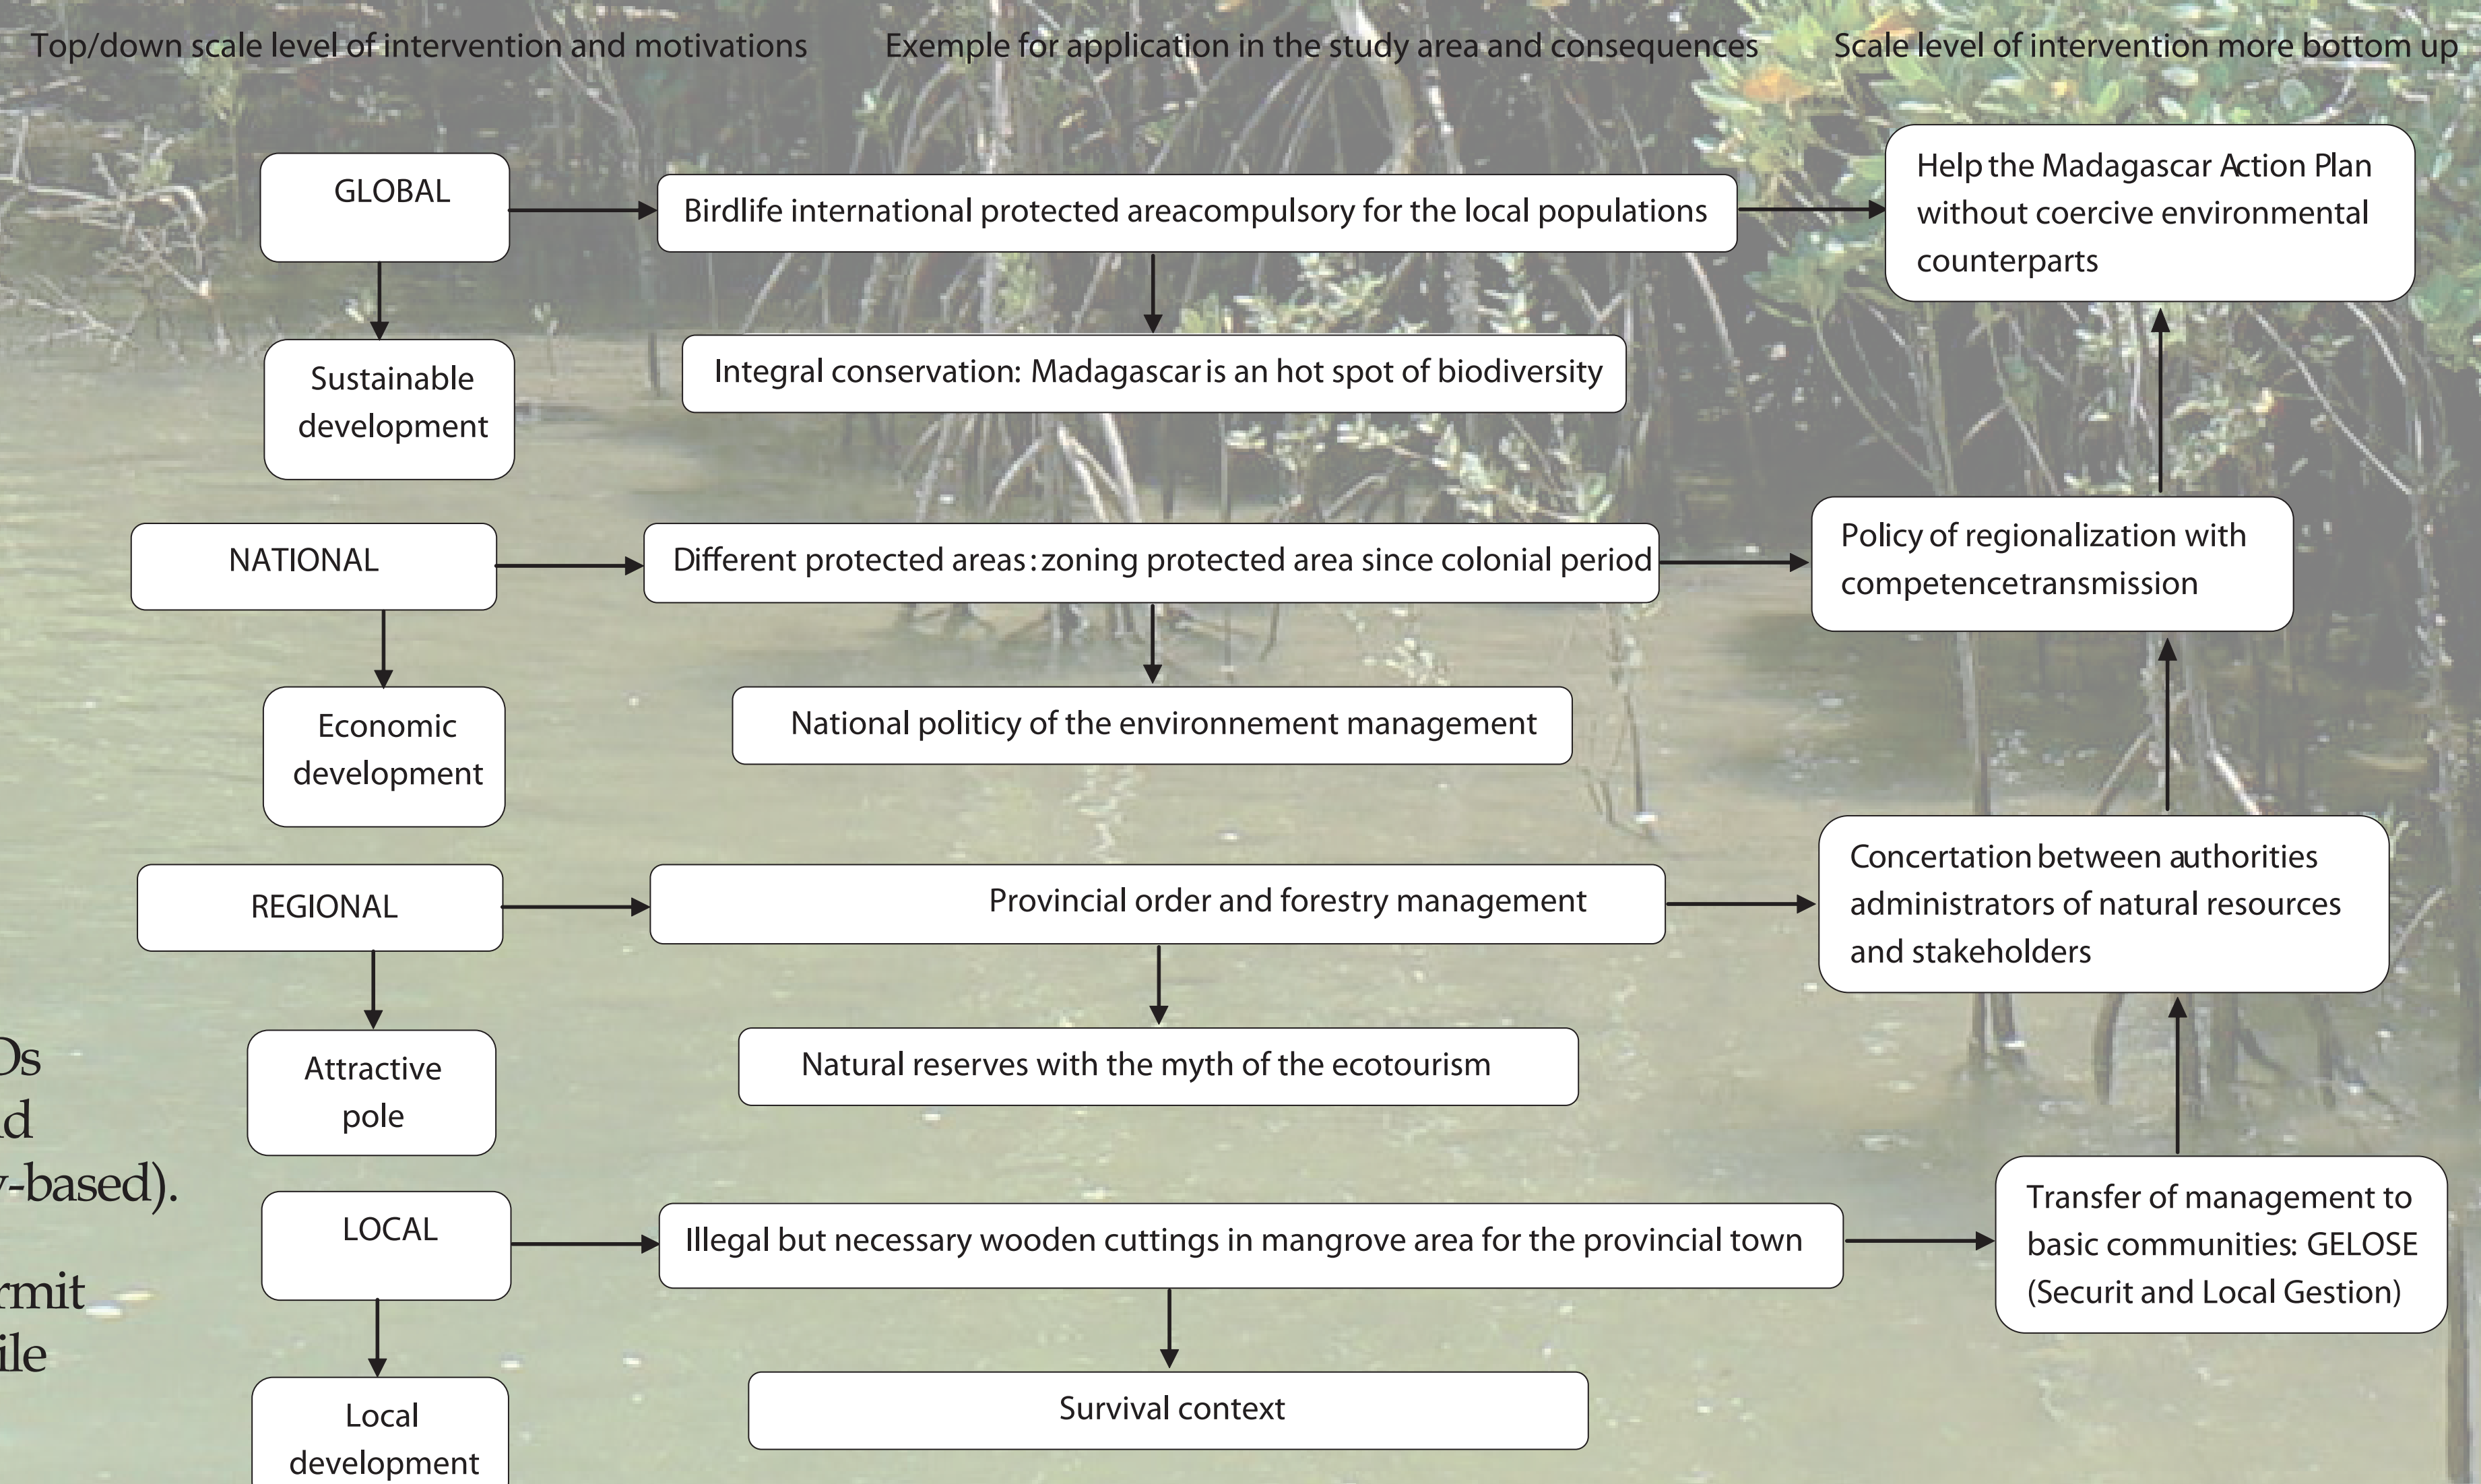 Top/down scale level of intervention and motivations
Exemple for application in the study area and consequences
Scale level of intervention more bottom up
GLOBAL
Birdlife international protected areacompulsory for the local populations
Help the Madagascar Action Plan
without coercive environmental
counterparts
Sustainable
development
Integral conservation: Madagascar is an hot spot of biodiversity
NATIONAL
Different protected areas : zoning protected area since colonial period
Policy of regionalization with
competencetransmission
Economic
development
National politicy of the environnement management
REGIONAL
Provincial order and forestry management
Concertation between authorities
administrators of natural resources
and stakeholders
Attractive
pole
Natural reserves with the myth of the ecotourism
LOCAL
Illegal but necessary wooden cuttings in mangrove area for the provincial town
Transfer of management to
basic communities: GELOSE
(Securit and Local Gestion)
Local
development
Survival context
-based).